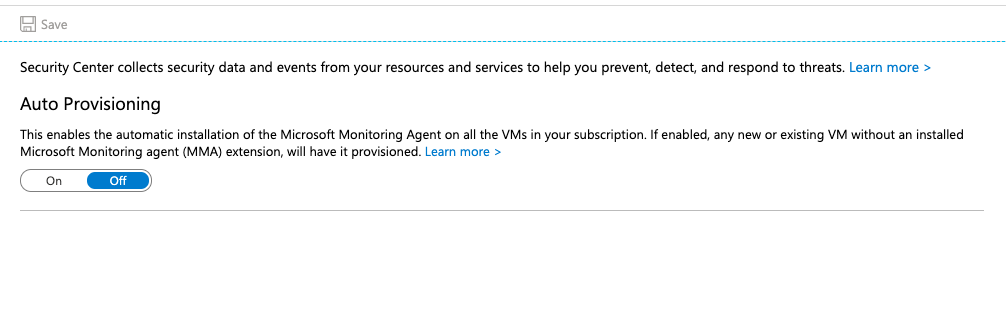 Save
Security Center collects security data and events from your resources and services to help you prevent, detect, and respond to threats. Learn more >
Auto Provisioning
This enables the automatic installation of the Microsoft Monitoring Agent on all the VMs in your subscription. If enabled, any new or existing VM without an installed
Microsoft Monitoring agent (MMA) extension, will have it provisioned. Learn more >
On Off